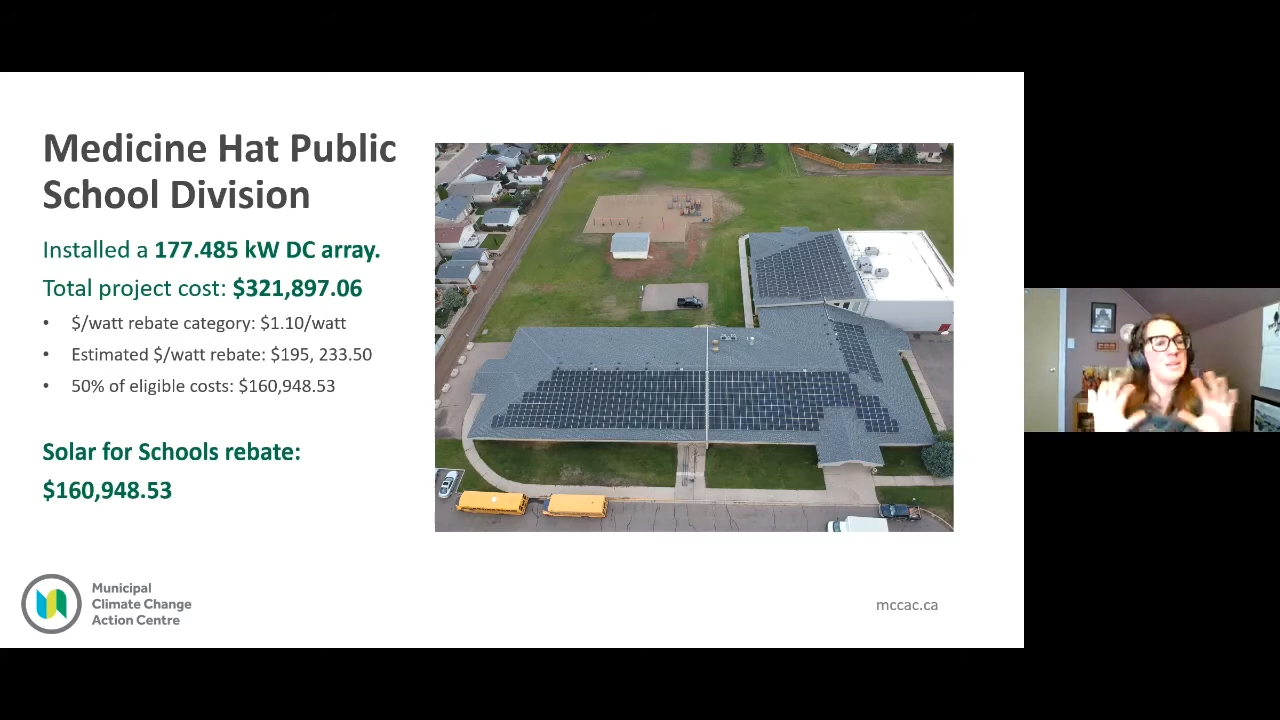 Medicine Hat Public
School Division
Installed a 177.485 kW DC array.
Total project cost: $321,897.06
• $/watt rebate category: $1.10/watt
• Estimated $/watt rebate: $195, 233.50
• 50% of eligible costs: $160,948.53
Solar for Schools rebate:
$160,948.53
Municipal
Climate Change
Action Centre
mccac.ca